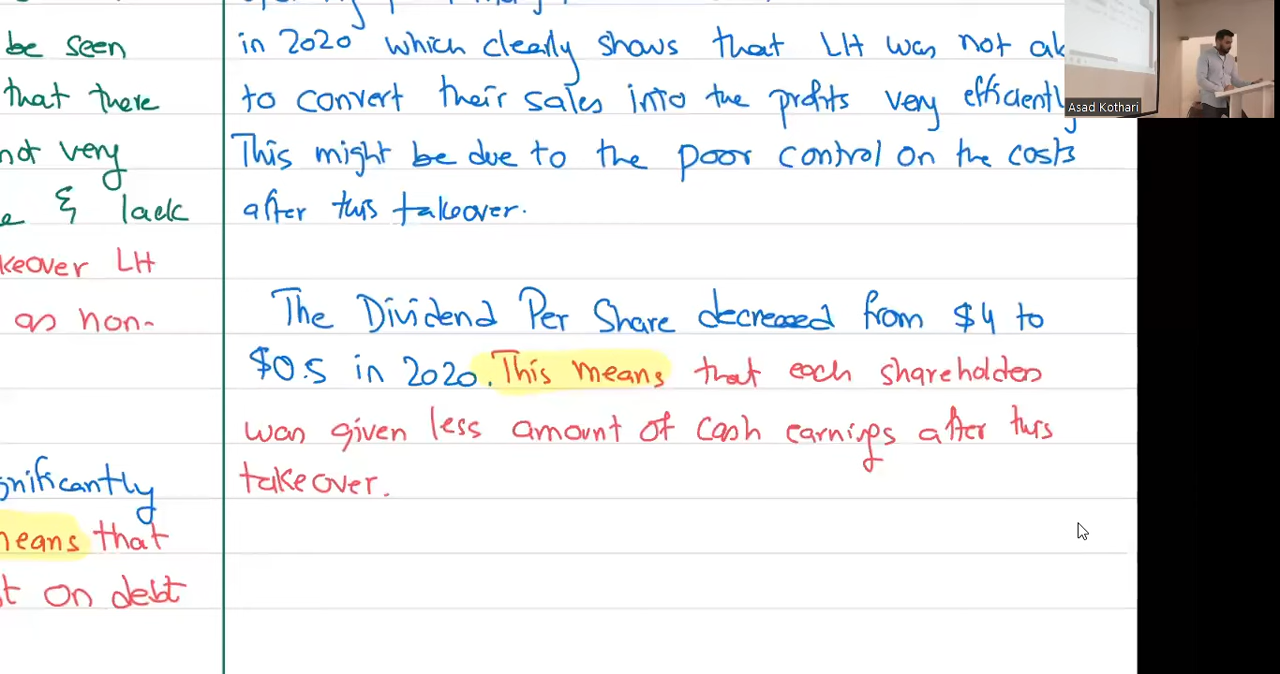 be seen
that there
not very
& lack
takeover LH
as non-
significantly
means that
on debt
in 2020 which clearly shows that LH was not
to convert their sales into the profits very efficiently
This might be due to the poor control on the costs
after this takeover.
The Dividend Per Share decreased from $4 to
$0.5 in 2020. This means that each shareholder
was given less amount of cash earnings after this
takeover.
Asad Kothari